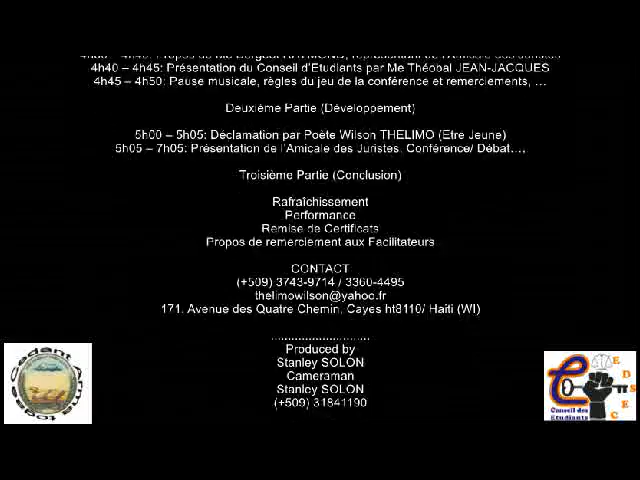 4h40 – 4h45: Présentation du Conseil d'Etudiants par Me Théobal JEAN-JACQUES
4h45 – 4h50: Pause musicale, règles du jeu de la conférence et remerciements, …
Deuxième Partie (Développement)
5h00 – 5h05: Déclamation par Poète Wilson THELIMO (Etre Jeune)
5h05 – 7h05: Présentation de l'Amicale des Juristes, Conférence/ Débat…,
Troisième Partie (Conclusion)
Rafraîchissement
Performance
Remise de Certificats
Propos de remerciement aux Facilitateurs
CONTACT
(+509) 3743-9714 / 3360-4495
thelimowilson@yahoo.fr
171, Avenue des Quatre Chemin, Cayes ht8110/ Haiti (WI)
..............................
Produced by
Stanley SOLON
Cameraman
Stanley SOLON
(+509) 31841190
Cedant Arma togae
C E D E S C
Conseil des
Etudiants